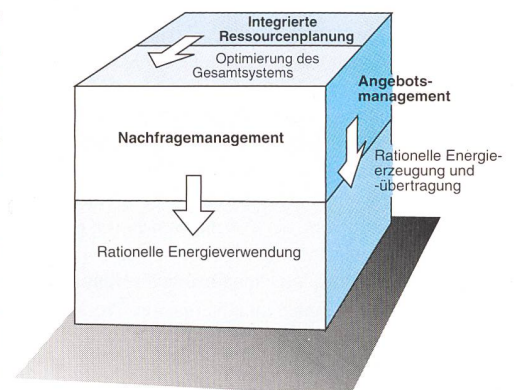 Integrierte
Ressourcenplanung
Optimierung des
Gesamtsystems
Angebots-
management
Nachfragemanagement
Rationelle Energie-
erzeugung und
-übertragung
Rationelle Energieverwendung